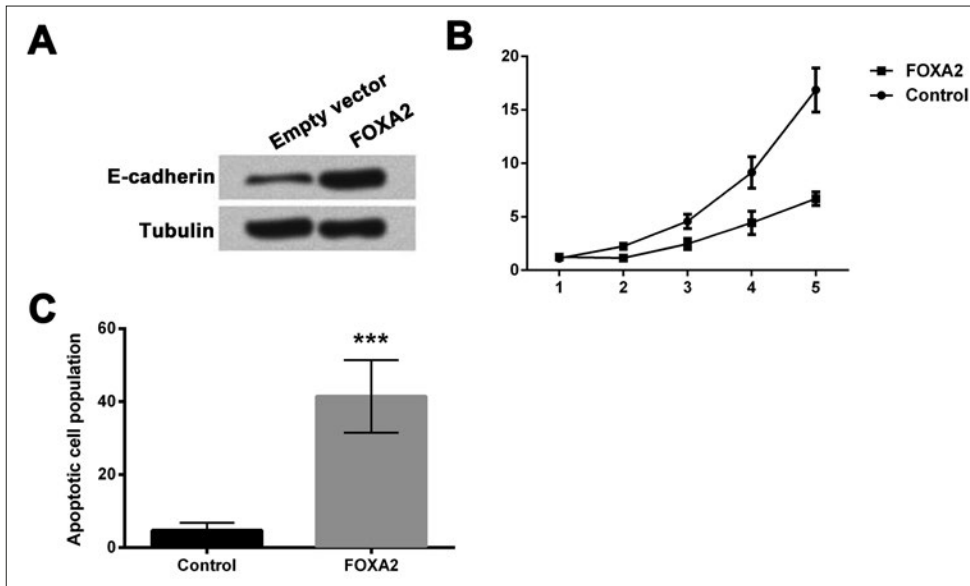 A
Empty vector
FOXA2
E-cadherin
Tubulin
B
20
15
10
5
0
1 2 3 4 5
FOXA2
Control
C
Apoptotic cell population
60
40
20
0
***
Control FOXA2